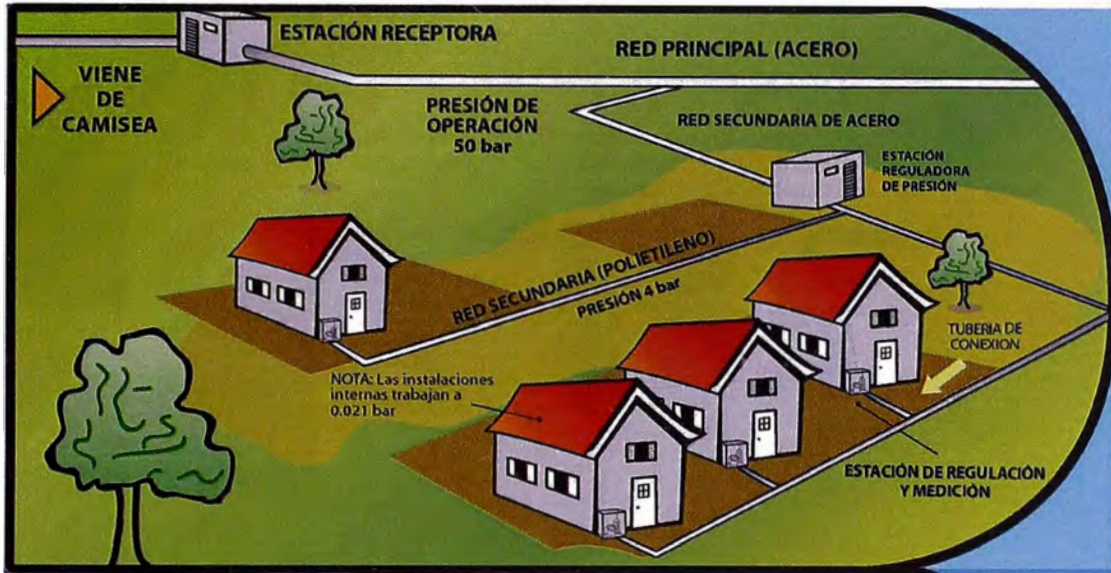 ESTACIÓN RECEPTORA
RED PRINCIPAL (ACERO)
VIENE
DE
CAMISEA
PRESIÓN DE
OPERACIÓN
50 bar
RED SECUNDARIA DE ACERO
ESTACIÓN
REGULADORA
DE PRESIÓN
RED SECUNDARIA (POLIETILENO)
PRESIÓN 4 bar
TUBERIA DE
CONEXION
NOTA: Las instalaciones
internas trabajan a
0.021 bar
ESTACIÓN DE REGULACIÓN
Y MEDICIÓN